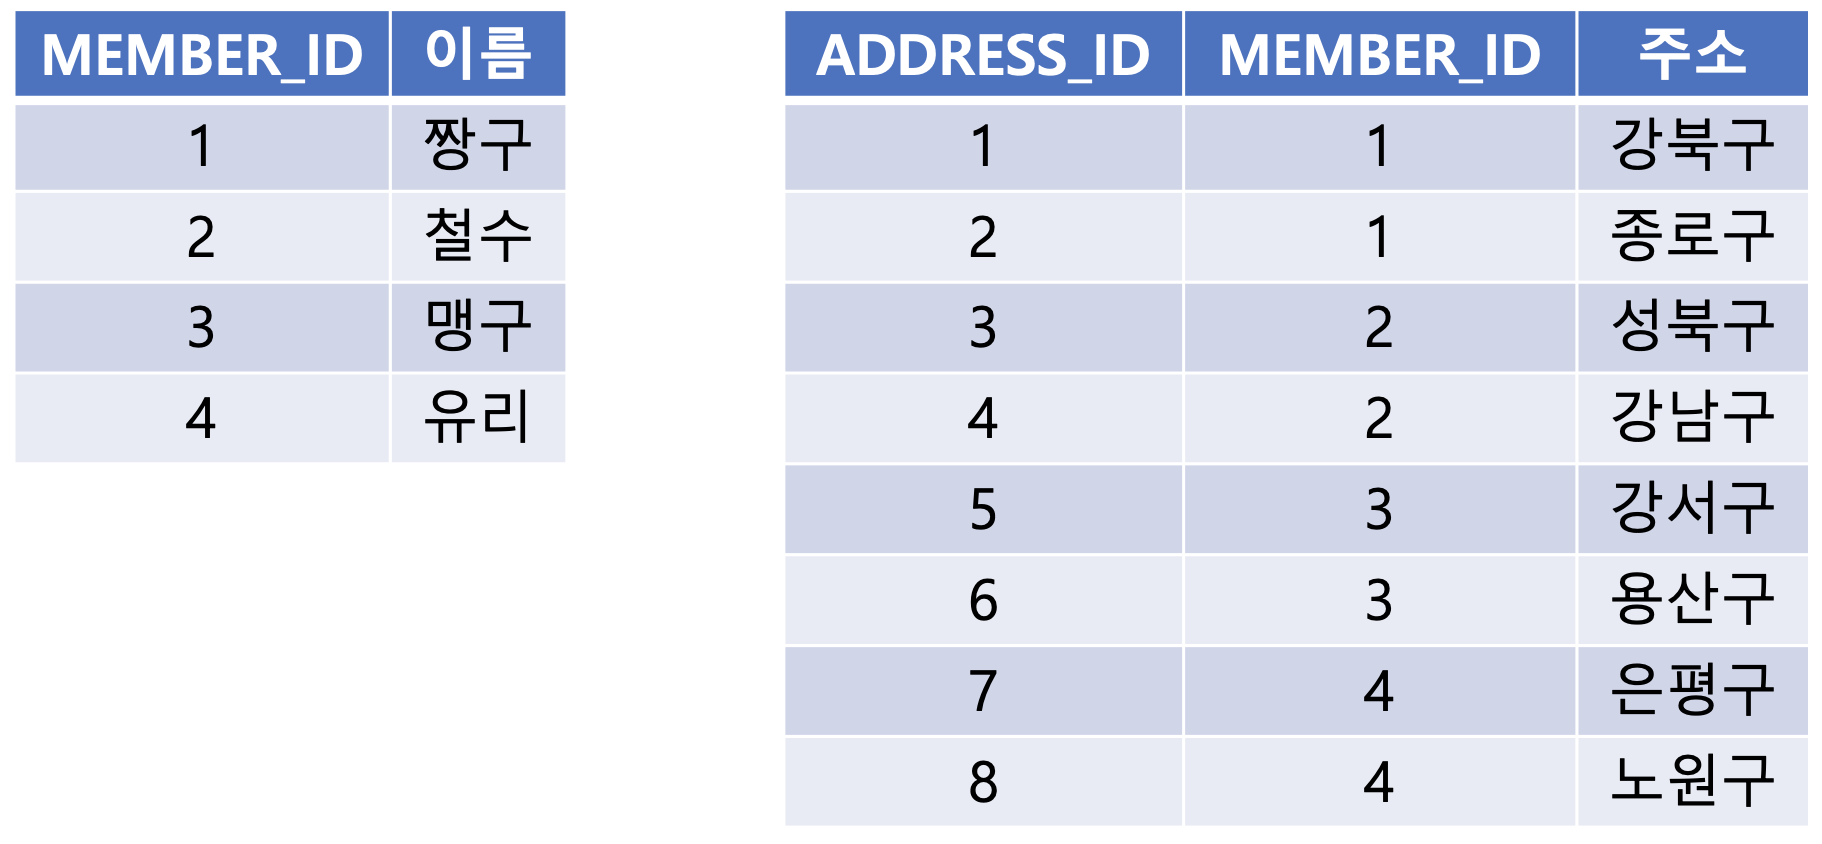 MEMBER_ID 이름
1 짱구
2 철수
3 맹구
4 유리
ADDRESS_ID MEMBER_ID 주소
1 1 강북구
2 1 종로구
3 2 성북구
4 2 강남구
5 3 강서구
6 3 용산구
7 4 은평구
8 4 노원구